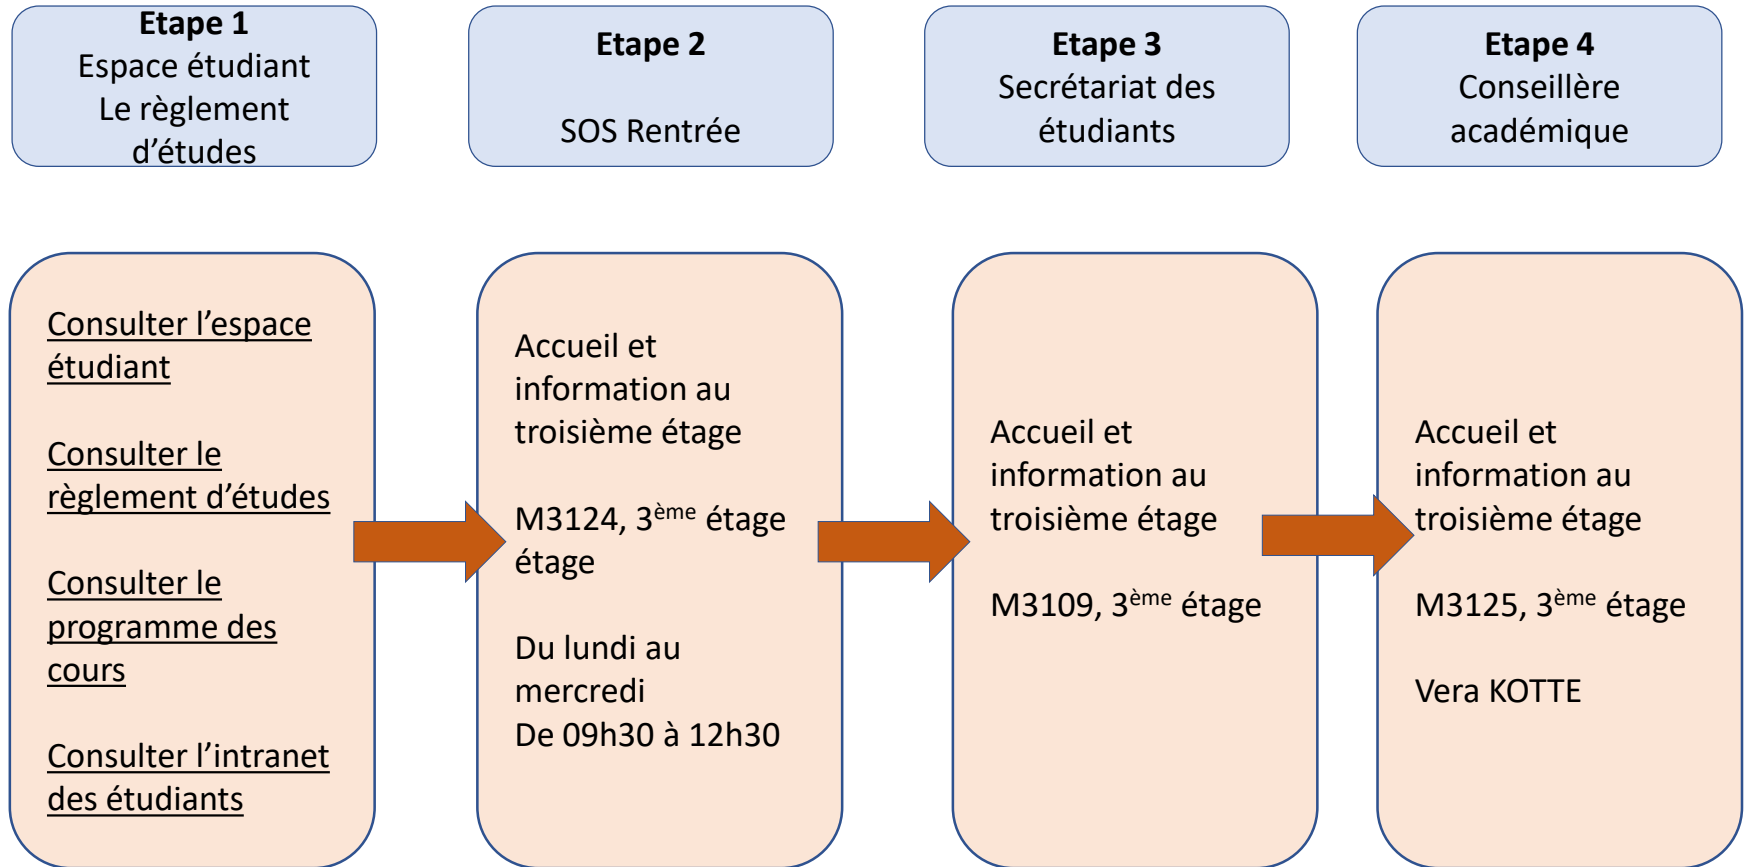 Etape 1
Espace étudiant
Le règlement
d’études
Etape 2
SOS Rentrée
Etape 3
Secrétariat des
étudiants
Etape 4
Conseillère
académique
Consulter l’espace
étudiant
Consulter le
règlement d’études
Consulter le
programme des
cours
Consulter l’intranet
des étudiants
Accueil et
information au
troisième étage
M3124, 3ème étage
étage
Du lundi au
mercredi
De 09h30 à 12h30
Accueil et
information au
troisième étage
M3109, 3ème étage
Accueil et
information au
troisième étage
M3125, 3ème étage
Vera KOTTE